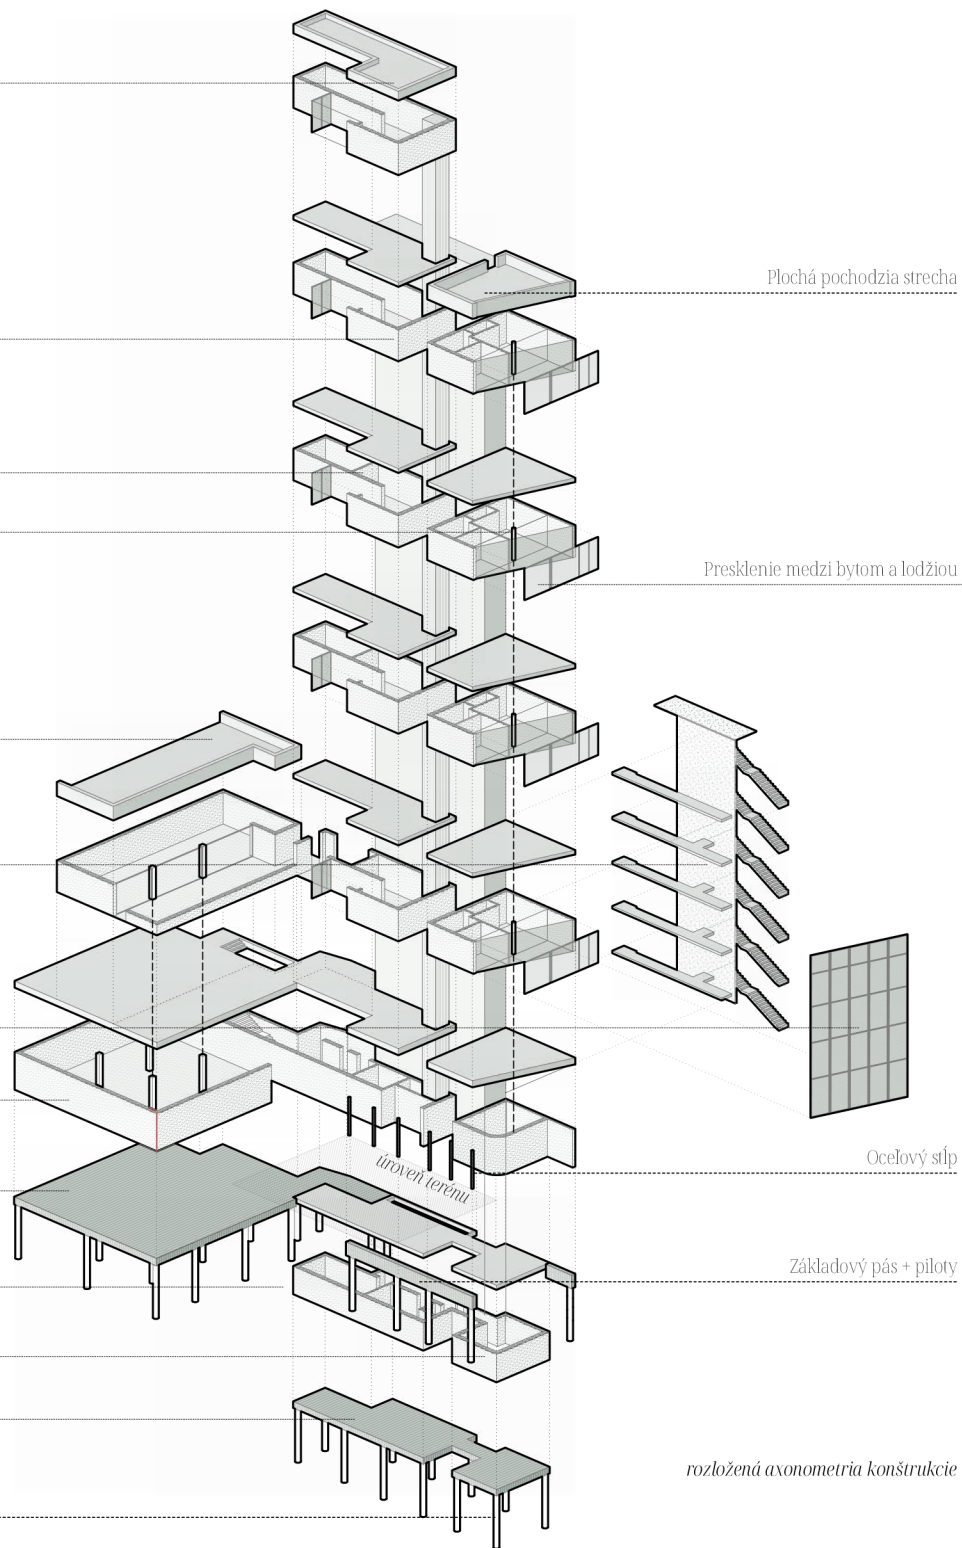 Plochá pochodzia strecha
Presklenie medzi bytom a lodžiou
úroveň terénu
Oceľový stĺp
Základový pás + piloty
rozložená axonometria konštrukcie